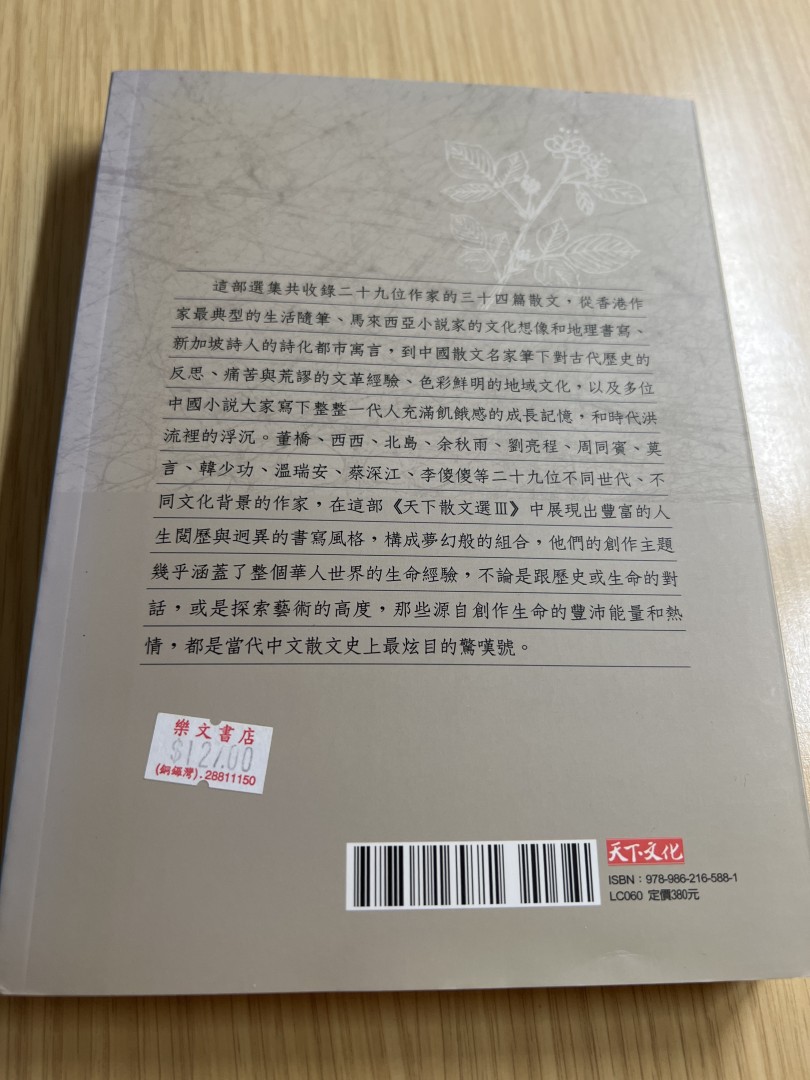 這部選集共收錄二十九位作家的三十四篇散文，從香港作
家最典型的生活隨筆、馬來西亞小說家的文化想像和地理書寫、
新加坡詩人的詩化都市寓言，到中國散文名家筆下對古代歷史的
反思、痛苦與荒謬的文革經驗、色彩鮮明的地域文化，以及多位
中國小說大家寫下整整一代人充滿飢餓感的成長記憶，和時代洪
流裡的浮沉。董橋、西西、北島、余秋雨、劉亮程、周同賓、莫
言、韓少功、溫瑞安、蔡深江、李傻傻等二十九位不同世代、不
同文化背景的作家，在這部《天下散文選Ⅲ》中展現出豐富的人
生閱歷與迥異的書寫風格，構成夢幻般的組合，他們的創作主題
幾乎涵蓋了整個華人世界的生命經驗，不論是跟歷史或生命的對
話，或是探索藝術的高度，那些源自創作生命的豐沛能量和熱
情，都是當代中文散文史上最炫目的驚嘆號。
樂文書店
$127.00
(銅鑼灣).28811150
天下文化
ISBN：978-986-216-588-1
LC060 定價380元